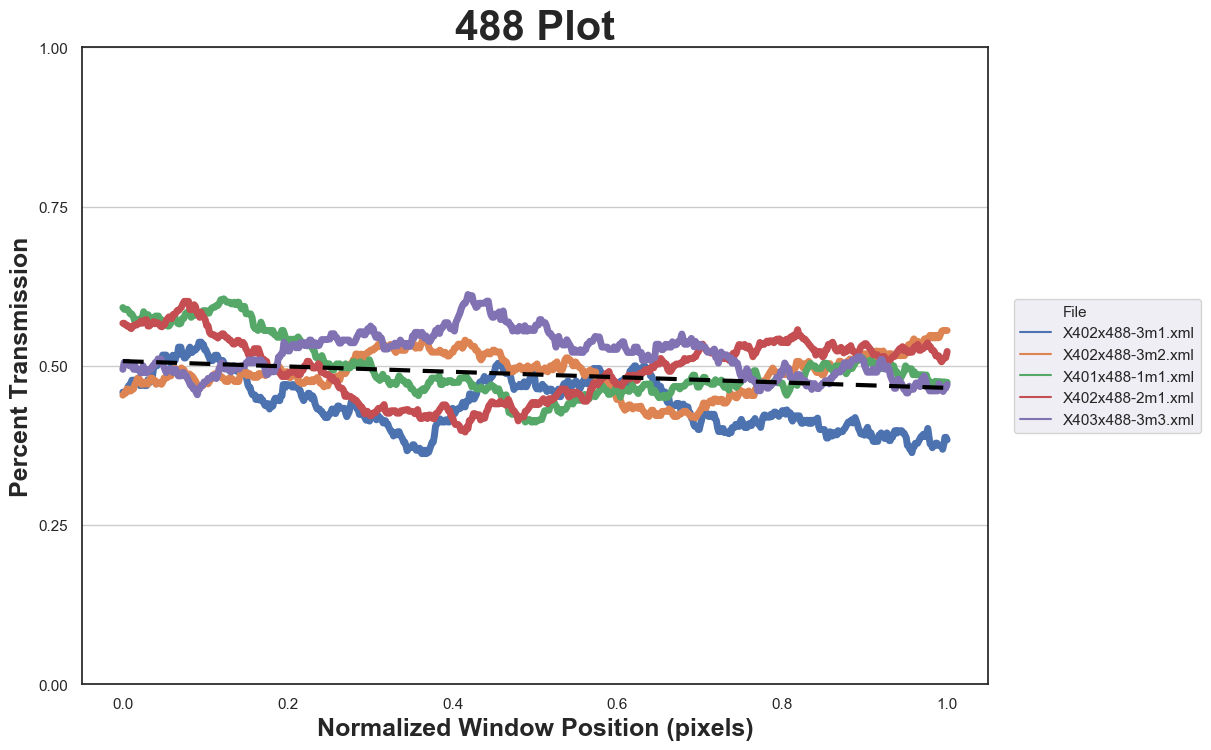 488 Plot
1.00
0.75
0.50
0.25
0.00
Percent Transmission
0.0
0.2
0.4
0.6
0.8
1.0
Normalized Window Position (pixels)
File
X402x488-3m1.xml
X402x488-3m2.xml
X401x488-1m1.xml
X402x488-2m1.xml
X403x488-3m3.xml